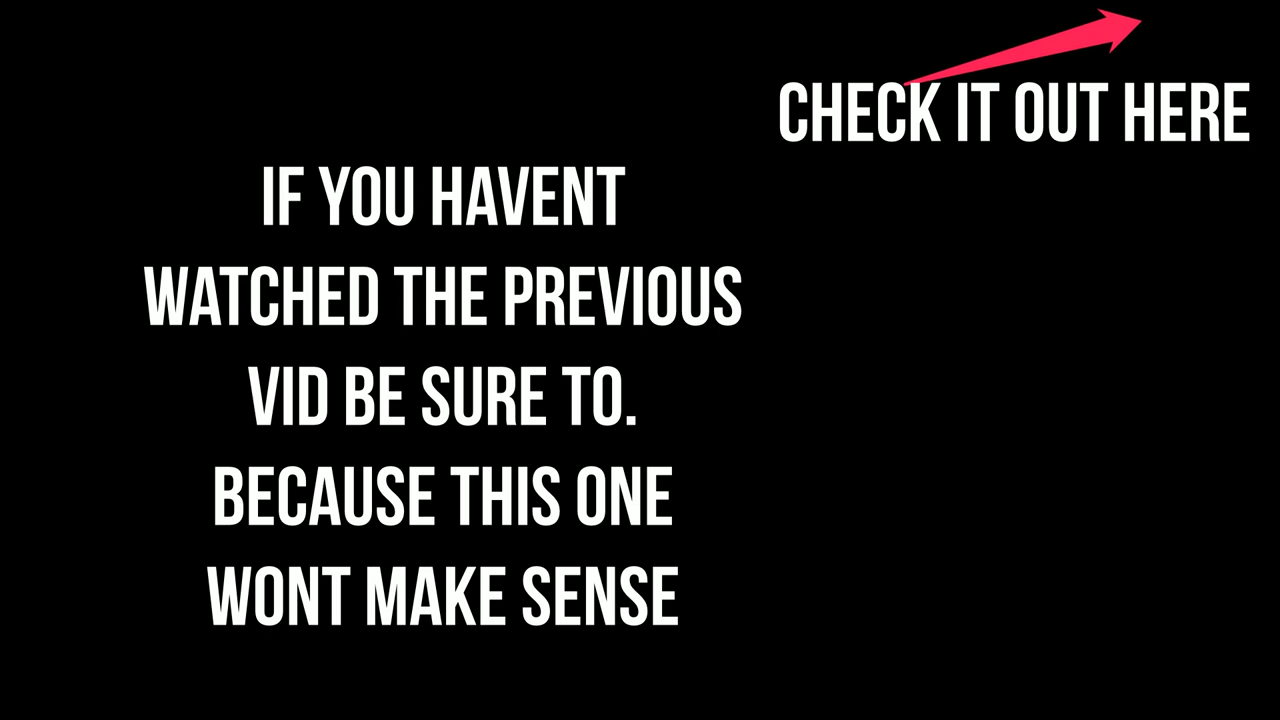 CHECK IT OUT HERE
IF YOU HAVENT
WATCHED THE PREVIOUS
VID BE SURE TO.
BECAUSE THIS ONE
WONT MAKE SENSE